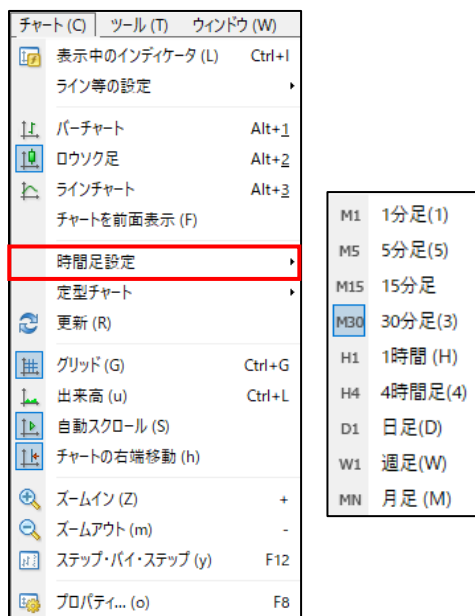 チャート (C) ツール (T) ウィンドウ (W)
表示中のインディケータ (L) Ctrl+I
ライン等の設定
バーチャート Alt+1
ロウソク足 Alt+2
ラインチャート Alt+3
チャートを前面表示 (F)
時間足設定
定型チャート
更新 (R)
グリッド (G) Ctrl+G
出来高 (u) Ctrl+L
自動スクロール (S)
チャートの右端移動 (h)
ズームイン (Z) +
ズームアウト (m) -
ステップ・バイ・ステップ (y) F12
プロパティ... (o) F8
M1 1分足(1)
M5 5分足(5)
M15 15分足
M30 30分足(3)
H1 1時間 (H)
H4 4時間足(4)
D1 日足(D)
W1 週足(W)
MN 月足 (M)